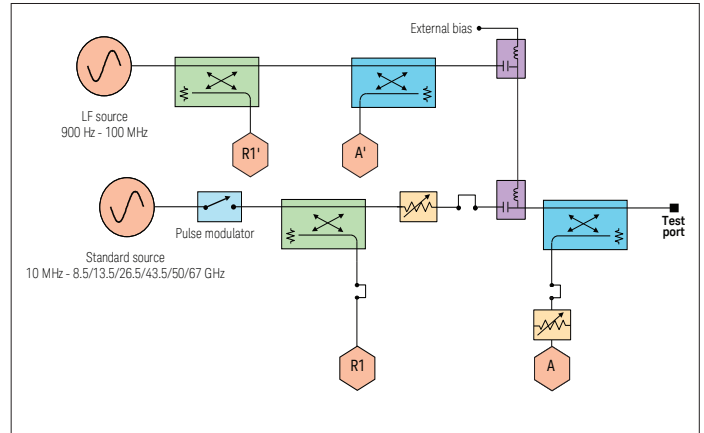 External bias
LF source
900 Hz - 100 MHz
R1'
A'
Pulse modulator
Test
port
Standard source
10 MHz - 8.5/13.5/26.5/43.5/50/67 GHz
R1
A